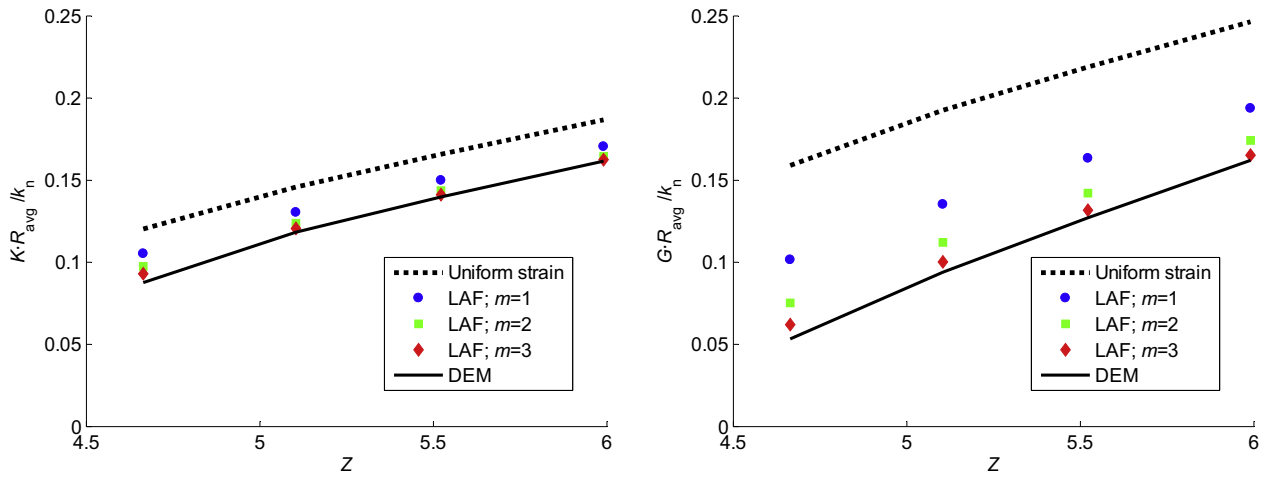 0.25
0.2
0.15
0.1
0.05
0
4.5
5
5.5
6
Z
K·R_avg /k_n
Uniform strain
LAF; m=1
LAF; m=2
LAF; m=3
DEM
0.25
0.2
0.15
0.1
0.05
0
4.5
5
5.5
6
Z
G·R_avg /k_n
Uniform strain
LAF; m=1
LAF; m=2
LAF; m=3
DEM